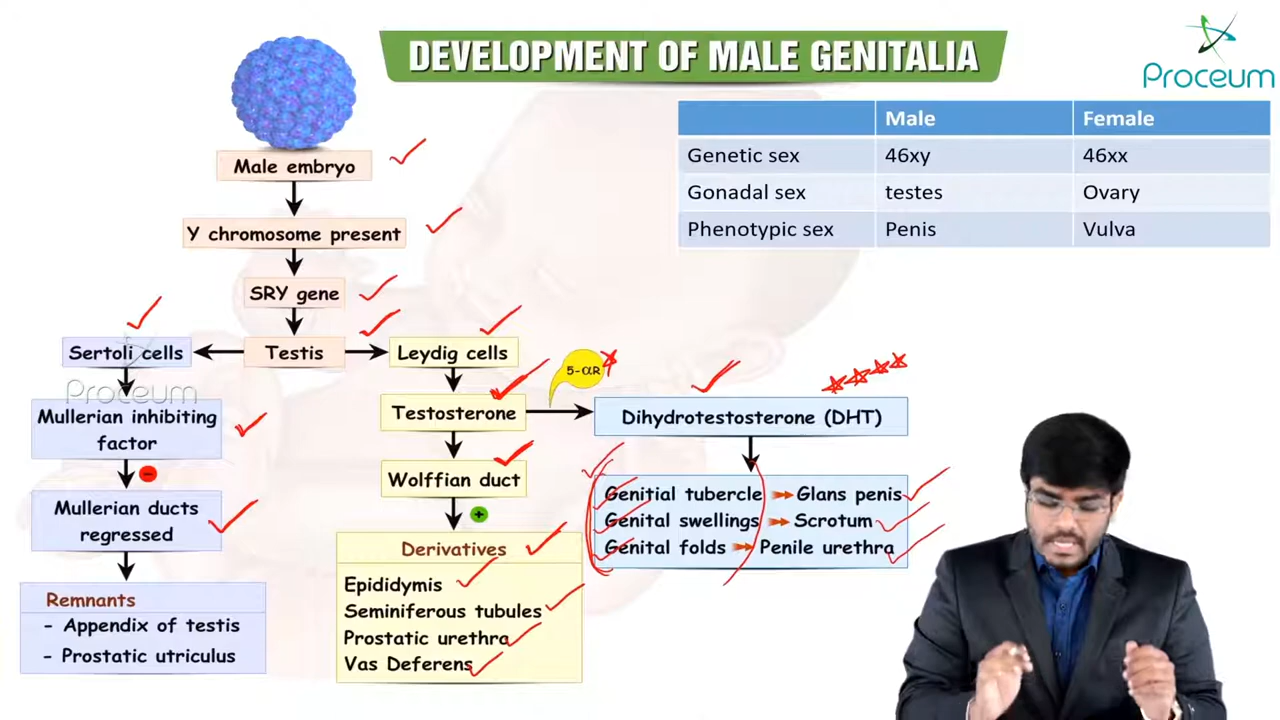 DEVELOPMENT OF MALE GENITALIA
Proceum
Male Female
Genetic sex 46xy 46xx
Gonadal sex testes Ovary
Phenotypic sex Penis Vulva
Male embryo
Y chromosome present
SRY gene
Sertoli cells
Testis
Leydig cells
Proceum
Mullerian inhibiting
factor
-
Mullerian ducts
regressed
Remnants
- Appendix of testis
- Prostatic utriculus
Testosterone
5-αR
Wolffian duct
+
Derivatives
Epididymis
Seminiferous tubules
Prostatic urethra
Vas Deferens
Dihydrotestosterone (DHT)
Genitial tubercle Glans penis
Genital swellings Scrotum
Genital folds Penile urethra